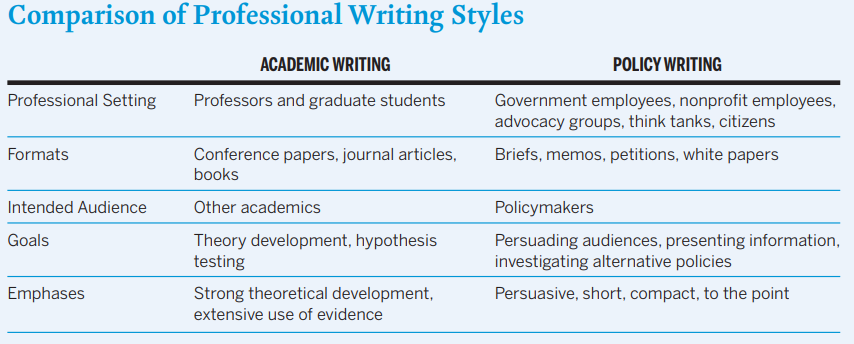 Comparison of Professional Writing Styles
ACADEMIC WRITING POLICY WRITING
Professional Setting Professors and graduate students Government employees, nonprofit employees,
advocacy groups, think tanks, citizens
Formats Conference papers, journal articles, Briefs, memos, petitions, white papers
books
Intended Audience Other academics Policymakers
Goals Theory development, hypothesis Persuading audiences, presenting information,
testing investigating alternative policies
Emphases Strong theoretical development, Persuasive, short, compact, to the point
extensive use of evidence